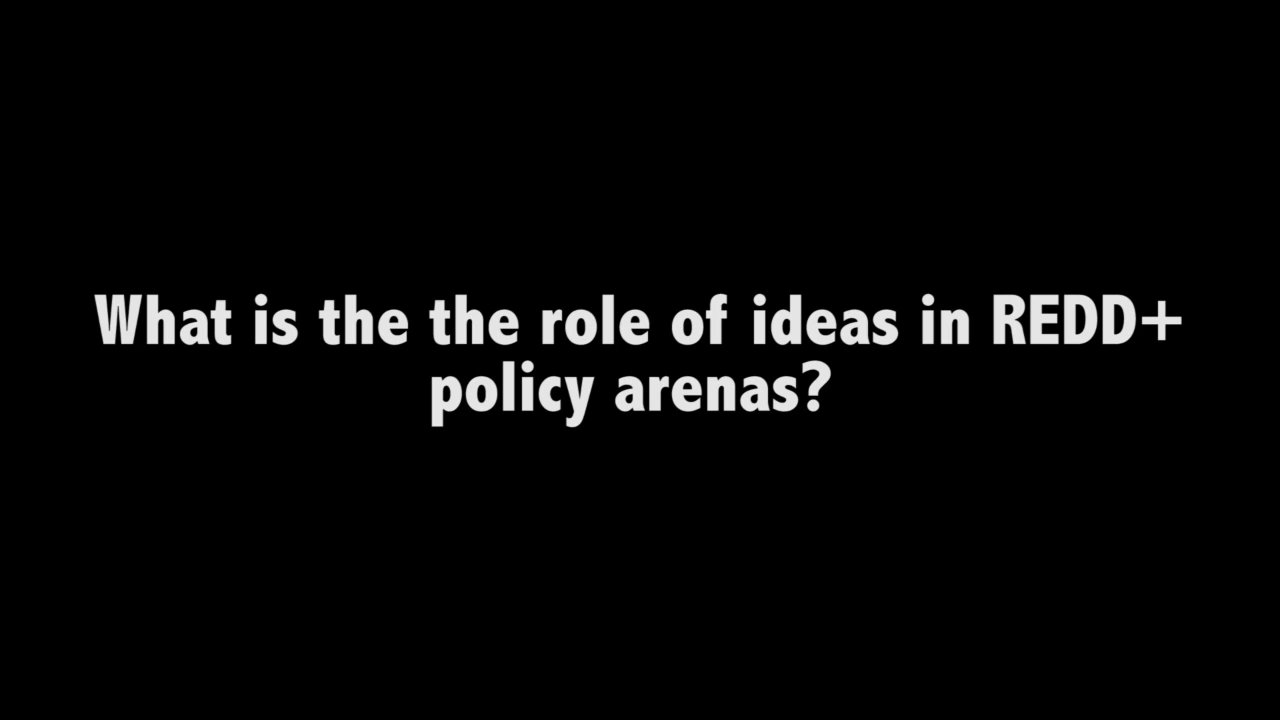 What is the the role of ideas in REDD+
policy arenas?